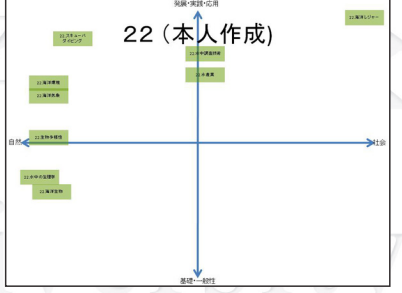 発展・実践・応用
22 海洋レジャー
22（本人作成）
22 スキューバ
ダイビング
22 水中調査技術
22 水産業
22 海洋環境
22 海洋汚染
22 生物多様性
自然
社会
22 水中の生理学
22 海洋生物
基礎・一般性